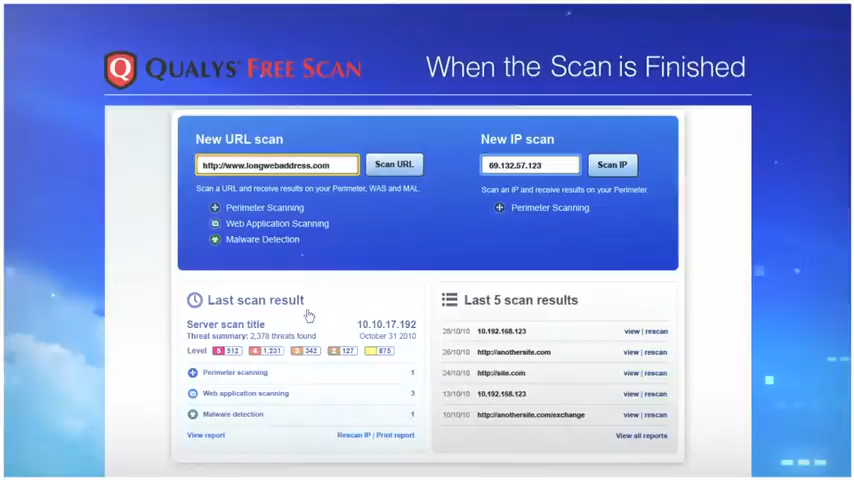 QUALYS FREE SCAN
When the Scan is Finished
New URL scan
http://www.longwebaddress.com
Scan URL
Scan a URL and receive results on your Perimeter, WAS and MAL.
Perimeter Scanning
Web Application Scanning
Malware Detection
New IP scan
69.132.57.123
Scan IP
Scan an IP and receive results on your Perimeter.
Perimeter Scanning
Last scan result
Server scan title 10.10.17.192
Threat summary: 2,378 threats found October 31 2010
Level 5 512 4 1,231 3 342 2 127 875
Perimeter scanning 1
Web application scanning 3
Malware detection 1
View report Rescan IP | Print report
Last 5 scan results
28/10/10 10.192.168.123 view | rescan
26/10/10 http://anothersite.com view | rescan
24/10/10 http://site.com view | rescan
13/10/10 10.192.168.123 view | rescan
10/10/10 http://anothersite.com/exchange view | rescan
View all reports